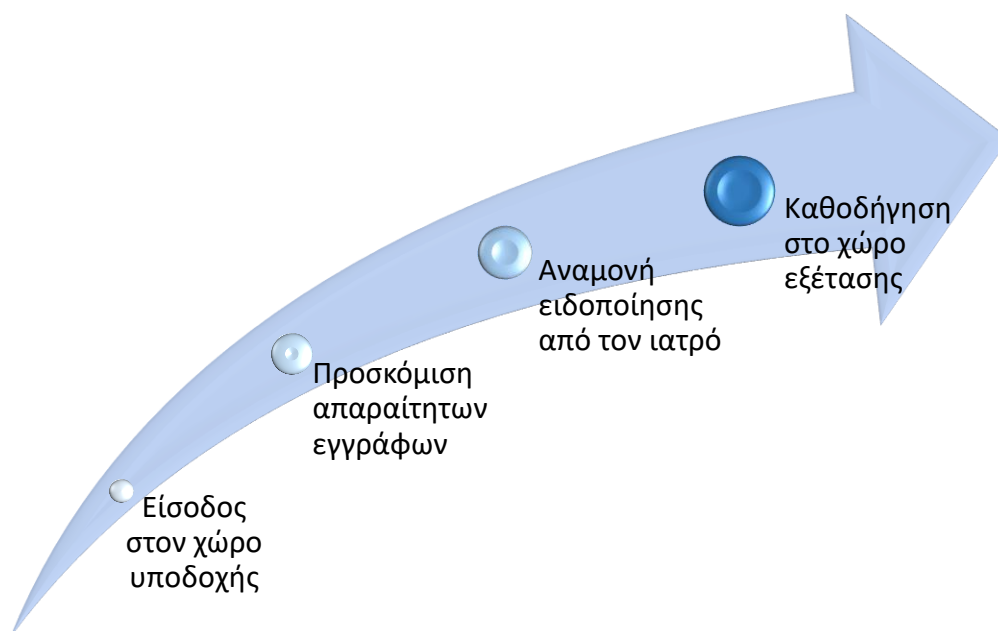 Είσοδος
στον χώρο
υποδοχής
Προσκόμιση
απαραίτητων
εγγράφων
Αναμονή
ειδοποίησης
από τον ιατρό
Καθοδήγηση
στο χώρο
εξέτασης